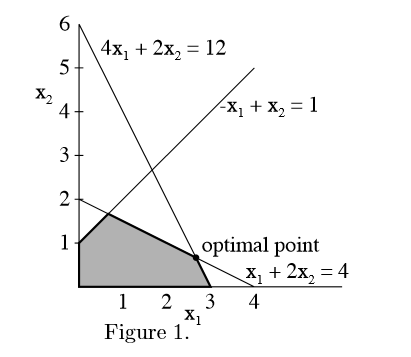 6
4x₁ + 2x₂ = 12
5
x₂
4
-x₁ + x₂ = 1
3
2
1
optimal point
x₁ + 2x₂ = 4
1 2 3 4
x₁
Figure 1.